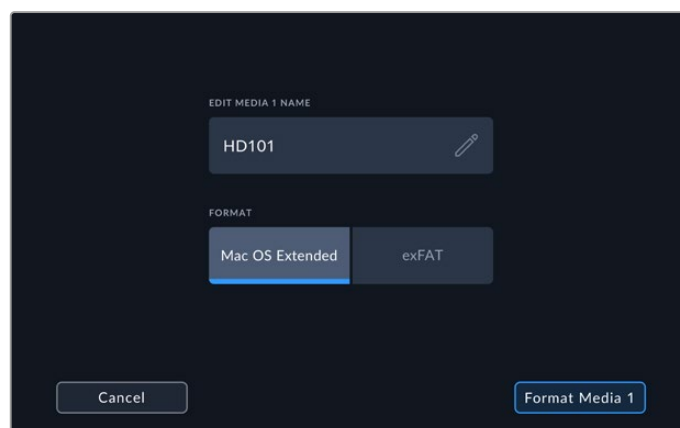 EDIT MEDIA 1 NAME
HD101
FORMAT
Mac OS Extended exFAT
Cancel Format Media 1